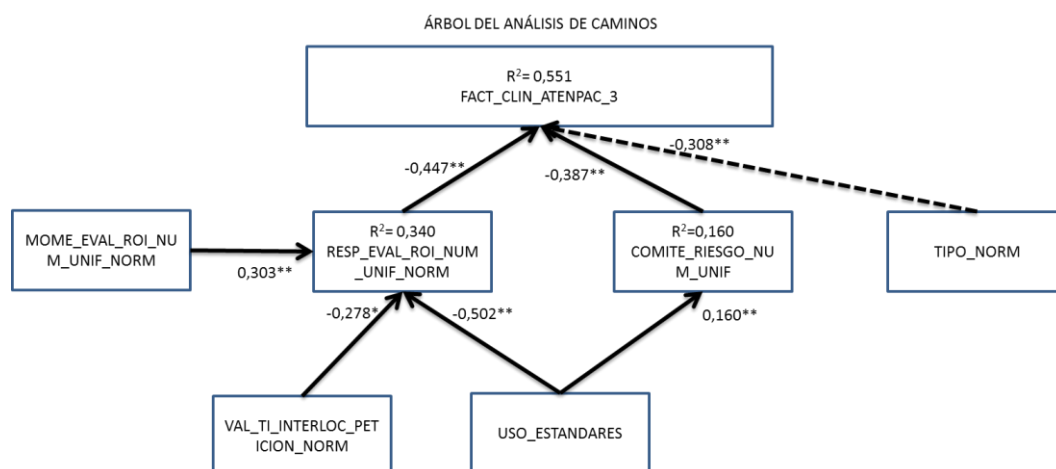 ÁRBOL DEL ANÁLISIS DE CAMINOS
R²= 0,551
FACT_CLIN_ATENPAC_3
-0,447**
-0,387**
-0,308**
MOME_EVAL_ROI_NU
M_UNIF_NORM
0,303**
R²= 0,340
RESP_EVAL_ROI_NUM
_UNIF_NORM
R²=0,160
COMITE_RIESGO_NU
M_UNIF
TIPO_NORM
-0,278*
-0,502**
0,160**
VAL_TI_INTERLOC_PET
ICION_NORM
USO_ESTANDARES